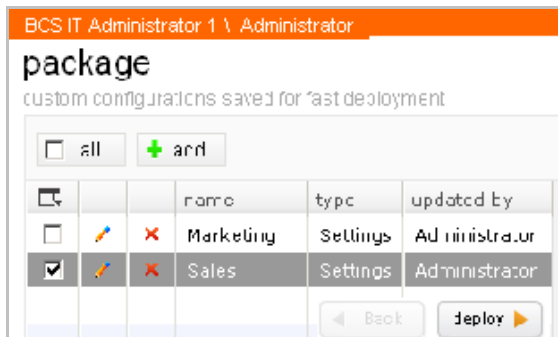 BCS IT Administrator 1 \ Administrator
package
custom configurations saved for fast deployment
all add
name type updated by
Marketing Settings Administrator
Sales Settings Administrator
Back deploy